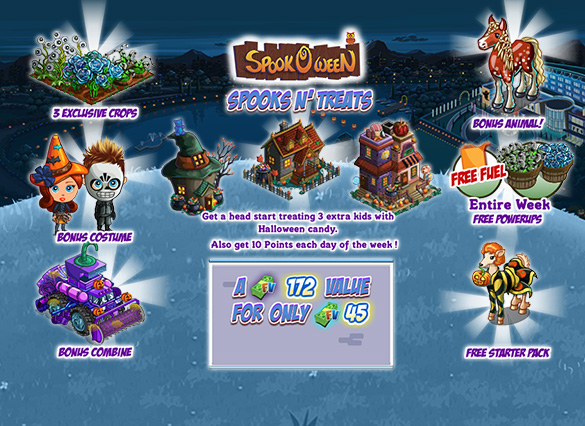 SPOOKOWEEN
SPOOKS N' TREATS
3 EXCLUSIVE CROPS
BONUS ANIMAL!
FREE FUEL
Entire Week
FREE POWERUPS
BONUS COSTUME
Get a head start treating 3 extra kids with
Halloween candy.
Also get 10 Points each day of the week !
A FV 172 VALUE
FOR ONLY FV 45
BONUS COMBINE
FREE STARTER PACK